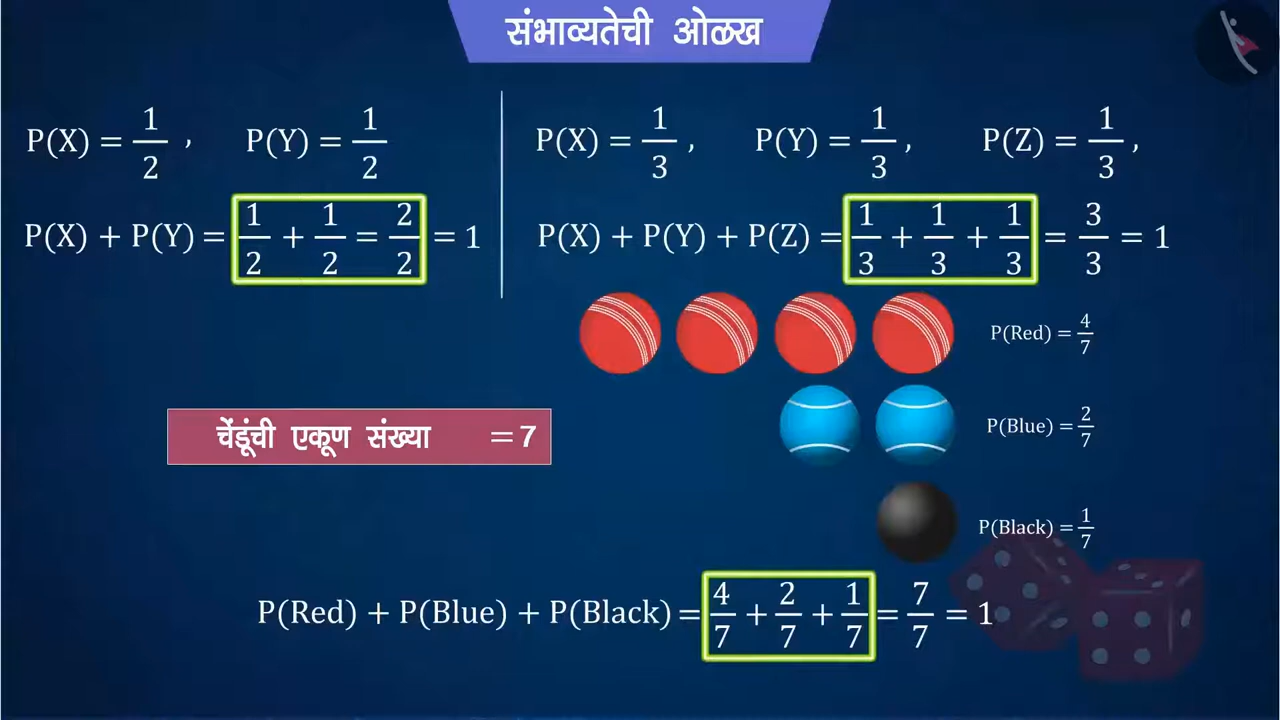 संभाव्यतेची ओळख
P(X) = 1/2 , P(Y) = 1/2
P(X) + P(Y) = 1/2 + 1/2 = 2/2 = 1
P(X) = 1/3 , P(Y) = 1/3 , P(Z) = 1/3 ,
P(X) + P(Y) + P(Z) = 1/3 + 1/3 + 1/3 = 3/3 = 1
P(Red) = 4/7
P(Blue) = 2/7
चेंडूंची एकूण संख्या = 7
P(Black) = 1/7
P(Red) + P(Blue) + P(Black) = 4/7 + 2/7 + 1/7 = 7/7 = 1